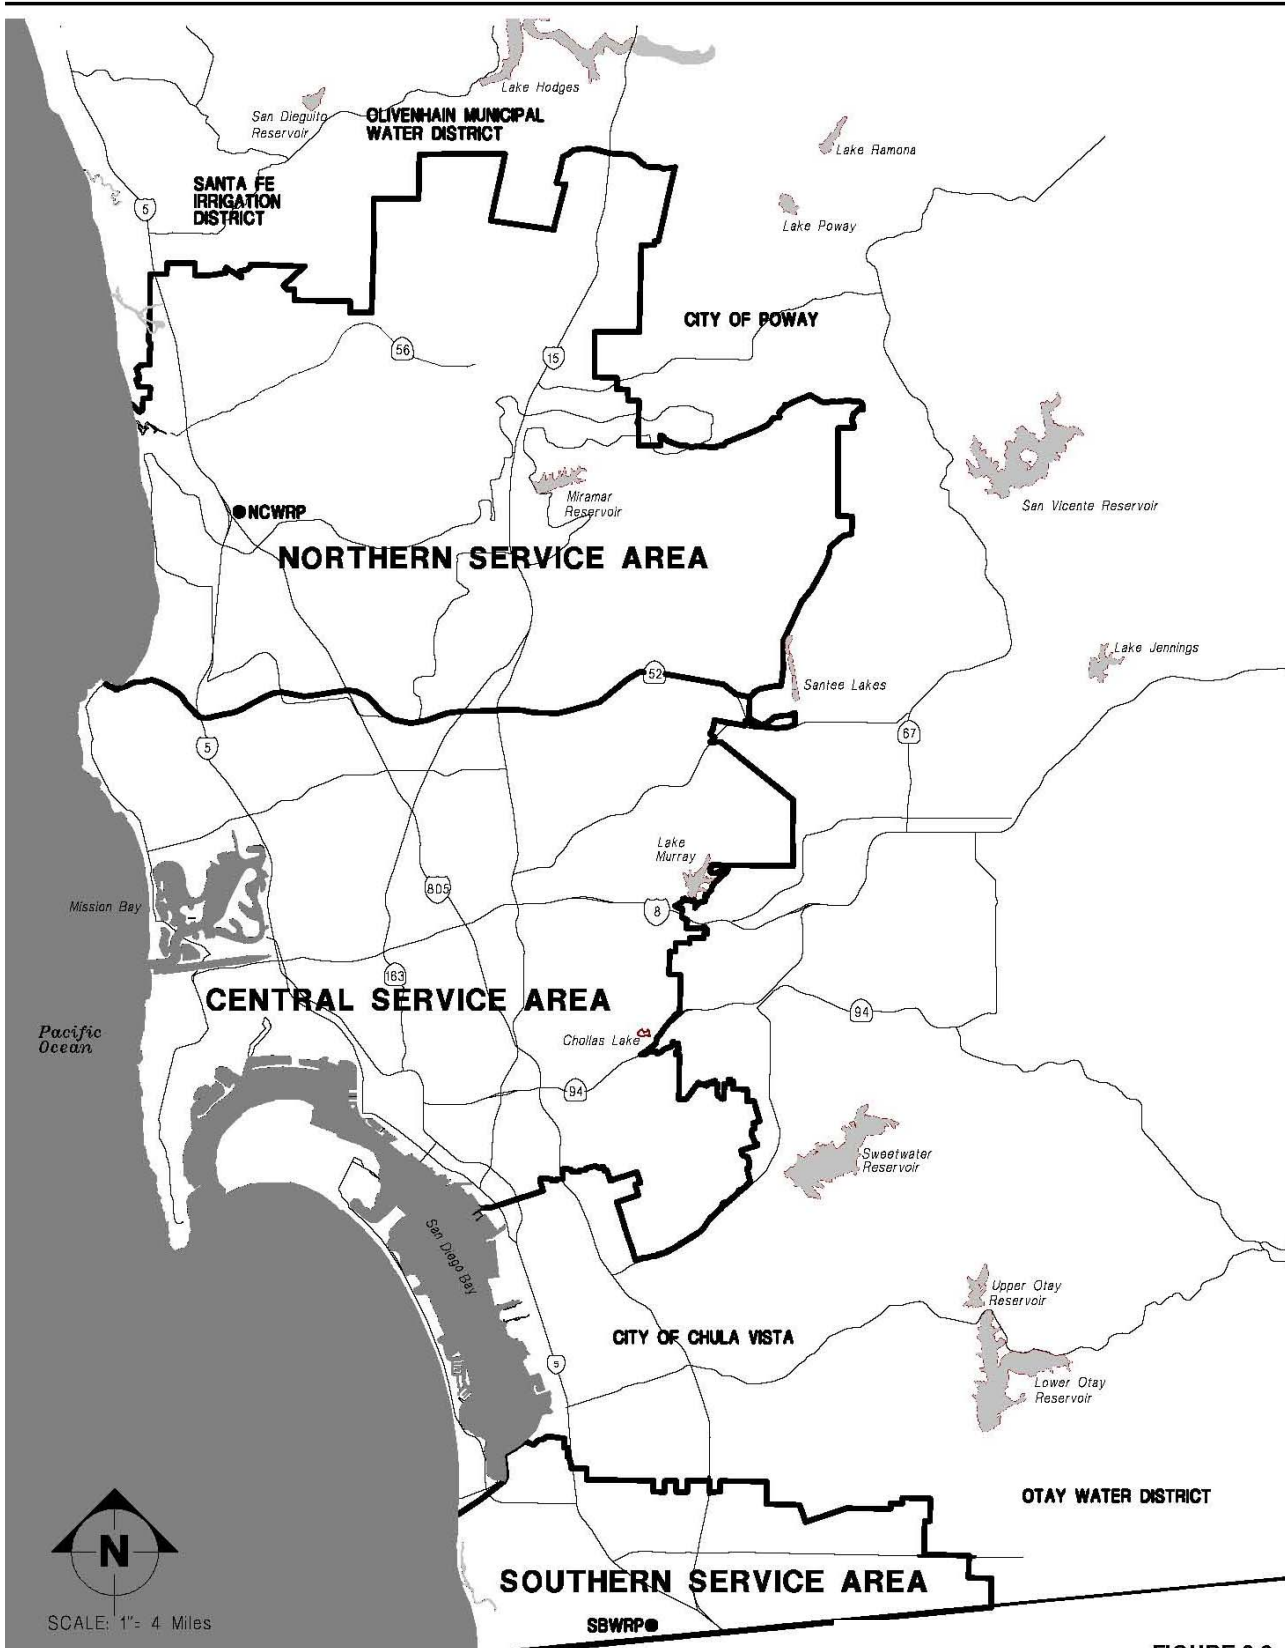 Lake Hodges
San Dieguito
Reservoir
OLIVENHAIN MUNICIPAL
WATER DISTRICT
Lake Ramona
SANTA FE
IRRIGATION
DISTRICT
5
Lake Poway
CITY OF POWAY
56
15
San Vicente Reservoir
Miramar
Reservoir
NCWRP
NORTHERN SERVICE AREA
Lake Jennings
52
Santee Lakes
67
5
Lake
Murray
805
Mission Bay
8
163
CENTRAL SERVICE AREA
94
Pacific
Ocean
Chollas Lake
94
Sweetwater
Reservoir
San Diego Bay
Upper Otay
Reservoir
CITY OF CHULA VISTA
5
Lower Otay
Reservoir
OTAY WATER DISTRICT
N
SOUTHERN SERVICE AREA
SCALE: 1"= 4 Miles
SBWRP